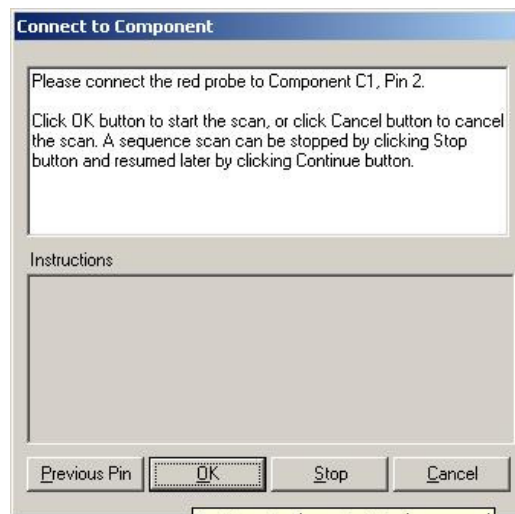 Connect to Component
Please connect the red probe to Component C1, Pin 2.
Click OK button to start the scan, or click Cancel button to cancel
the scan. A sequence scan can be stopped by clicking Stop
button and resumed later by clicking Continue button.
Instructions
Previous Pin OK Stop Cancel